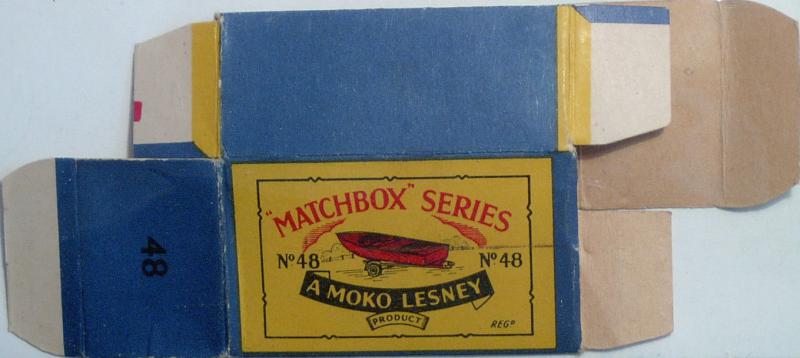 48
"MATCHBOX" SERIES
Nº48 Nº48
A MOKO LESNEY
PRODUCT
REGᴰ